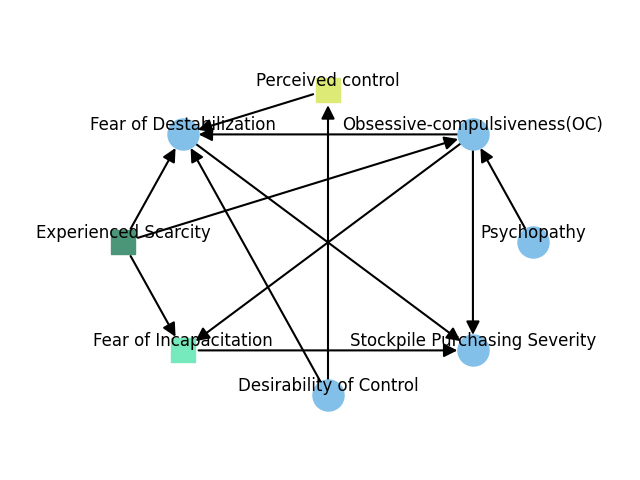 Perceived control
Fear of Destabilization
Obsessive-compulsiveness(OC)
Experienced Scarcity
Psychopathy
Fear of Incapacitation
Stockpile Purchasing Severity
Desirability of Control